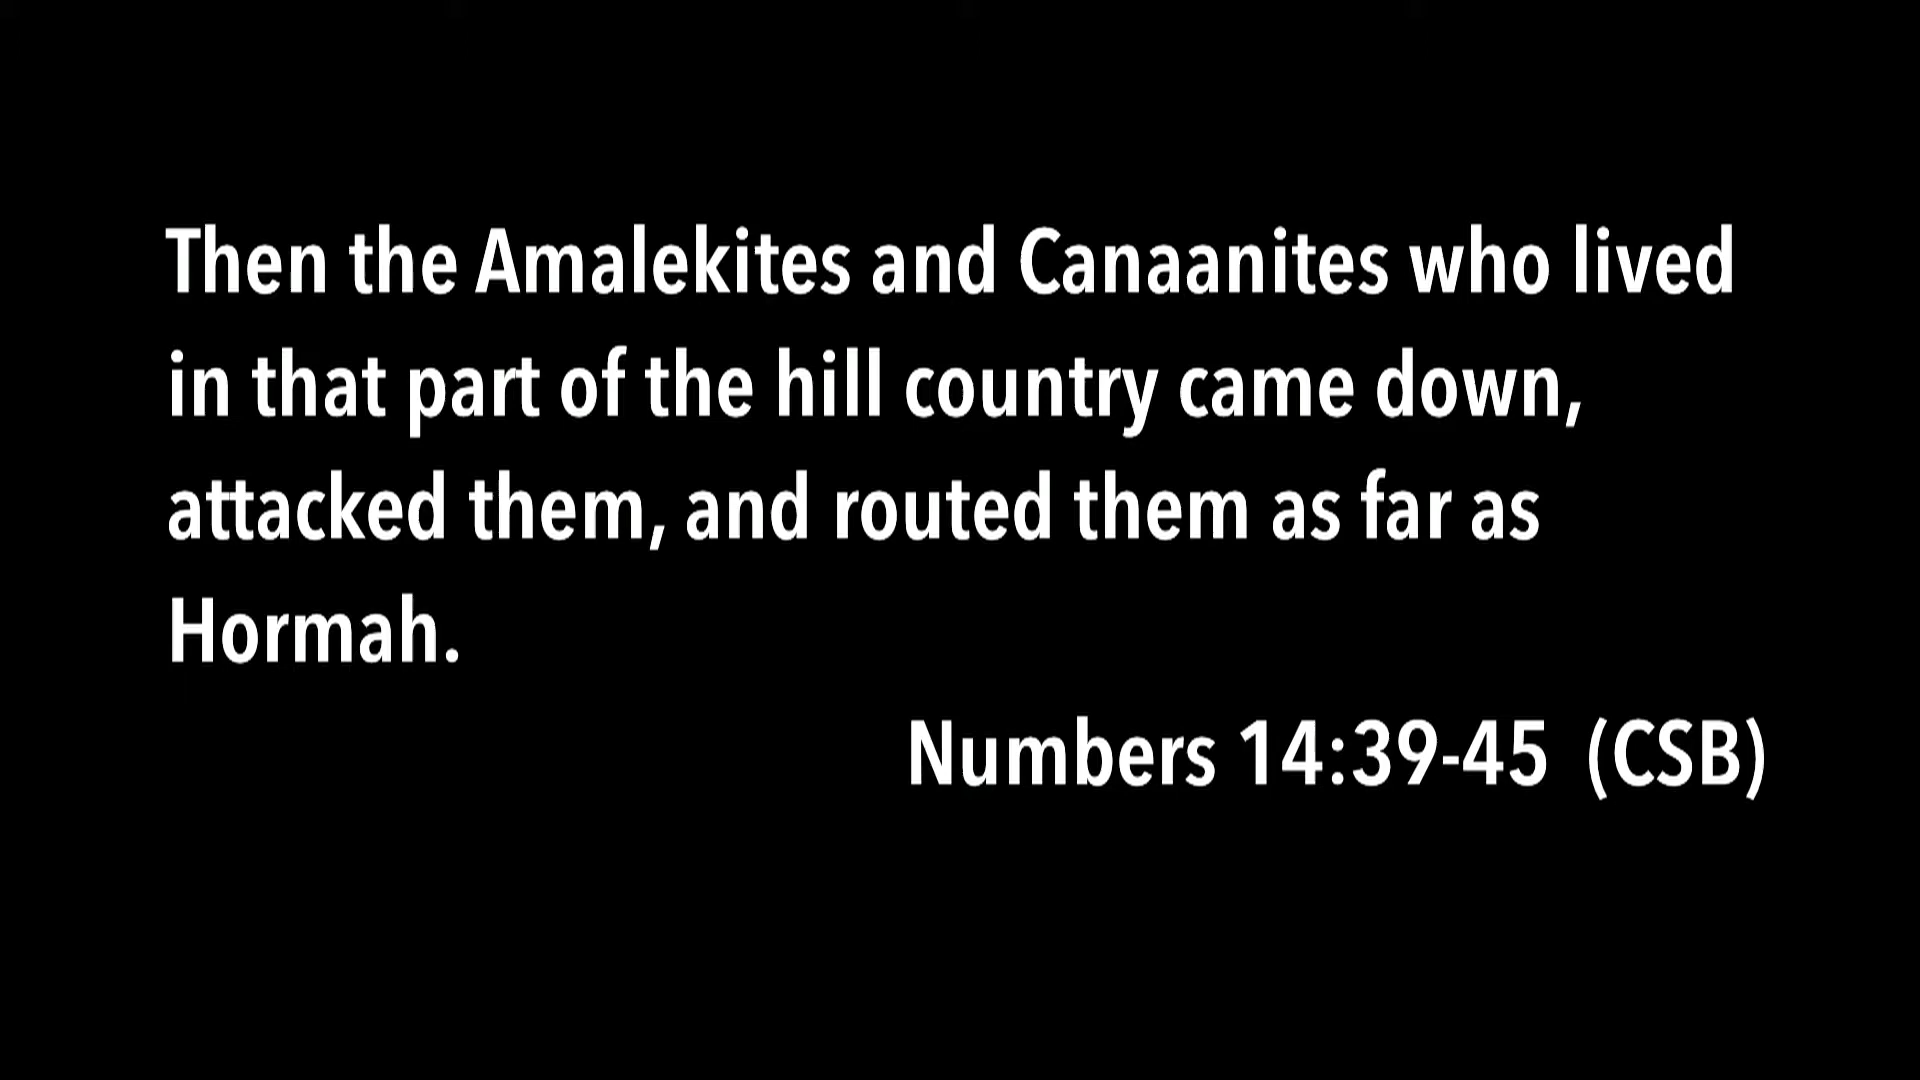 Then the Amalekites and Canaanites who lived
in that part of the hill country came down,
attacked them, and routed them as far as
Hormah.
Numbers 14:39-45 (CSB)